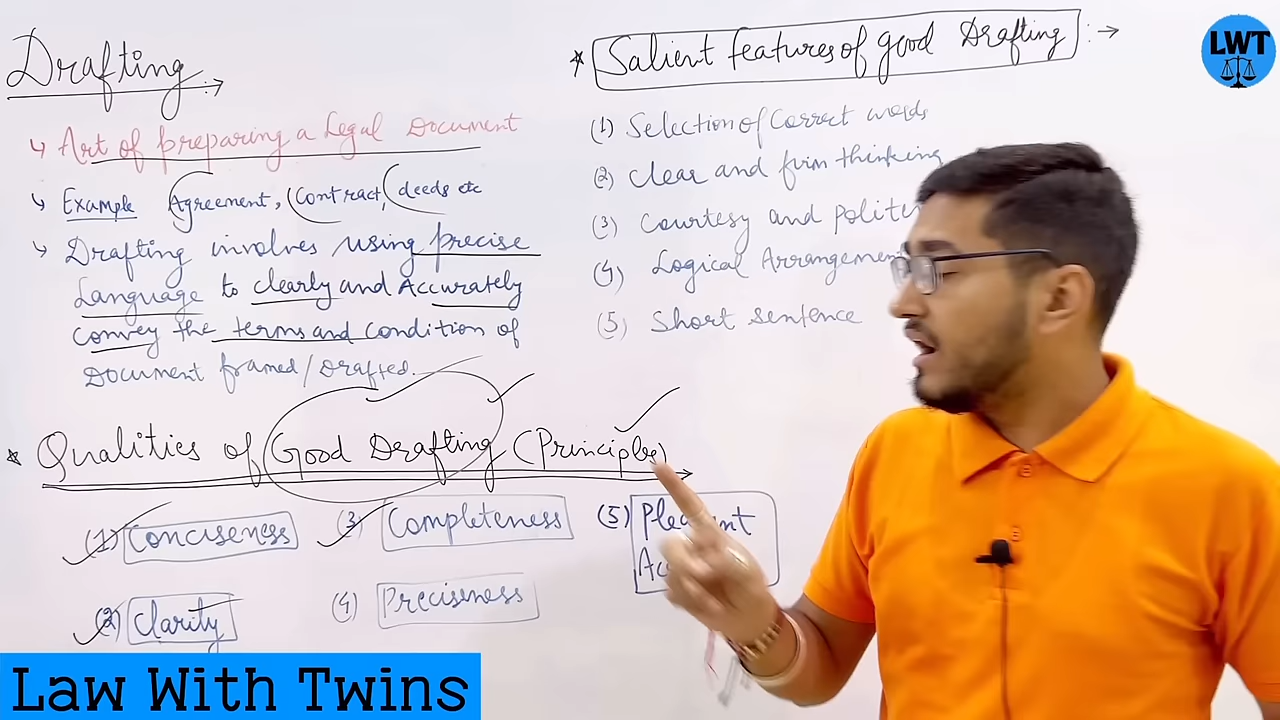 Drafting :→
↳ Art of preparing a Legal Document
↳ Example Agreement, Contract, deeds etc
↳ Drafting involves using precise
Language to clearly and Accurately
convey the terms and condition of
Document framed/Drafted.
* Qualities of Good Drafting (Principles)
(1) Conciseness
(2) Clarity
(3) Completeness
(4) Preciseness
(5)
* Salient features of good Drafting :→
(1) Selection of Correct words
(2) Clear and firm thinking
(3) Courtesy and
(4) Logical Arrangement
(5) Short sentence
LWT
Law With Twins